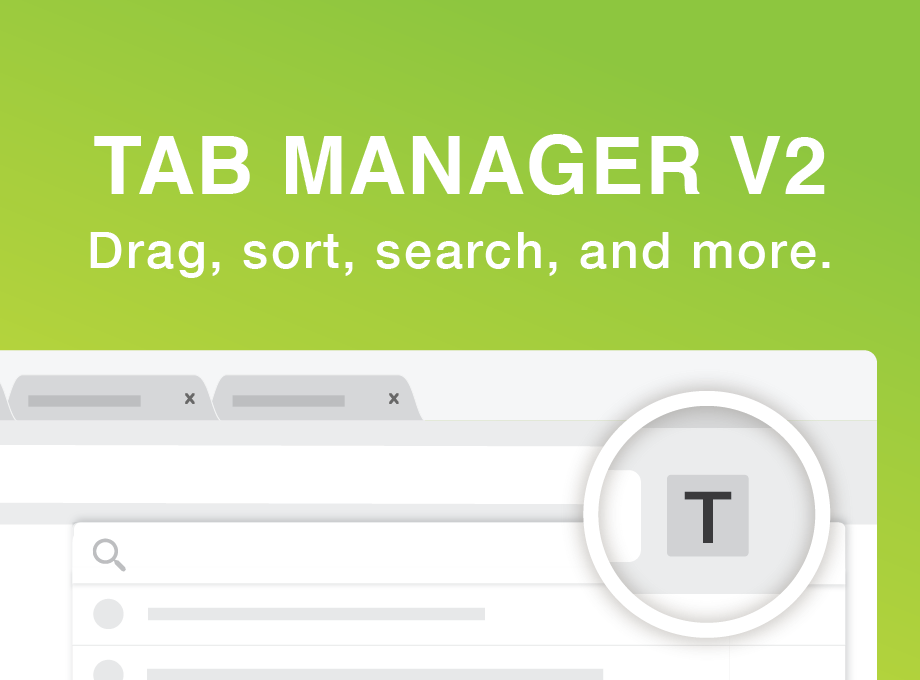 TAB MANAGER V2
Drag, sort, search, and more.
x x
T